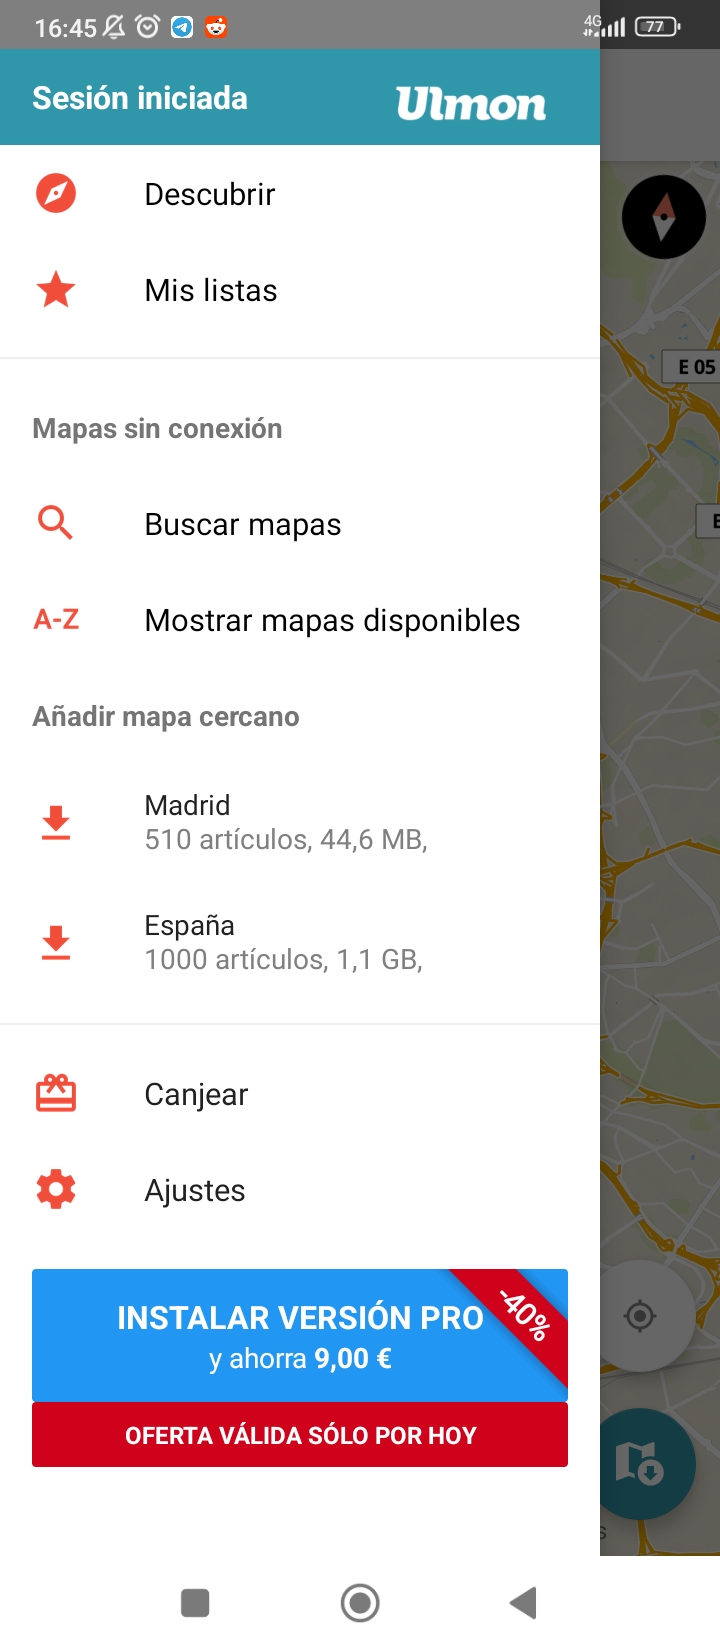 16:45
4G
77
Sesión iniciada
Ulmon
Descubrir
Mis listas
E 05
Mapas sin conexión
Buscar mapas
A-Z
Mostrar mapas disponibles
Añadir mapa cercano
Madrid
510 artículos, 44,6 MB,
España
1000 artículos, 1,1 GB,
Canjear
Ajustes
INSTALAR VERSIÓN PRO
-40%
y ahorra 9,00 €
OFERTA VÁLIDA SÓLO POR HOY